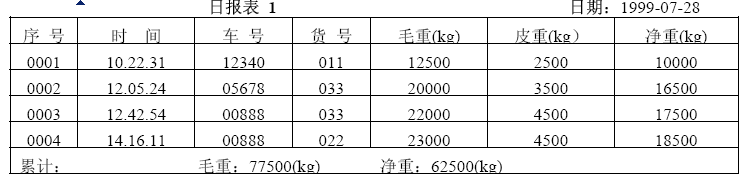 日报表 1 日期：1999-07-28
序 号 时 间 车 号 货 号 毛重(kg) 皮重(kg） 净重(kg)
0001 10.22.31 12340 011 12500 2500 10000
0002 12.05.24 05678 033 20000 3500 16500
0003 12.42.54 00888 033 22000 4500 17500
0004 14.16.11 00888 022 23000 4500 18500
累计： 毛重：77500(kg) 净重：62500(kg)